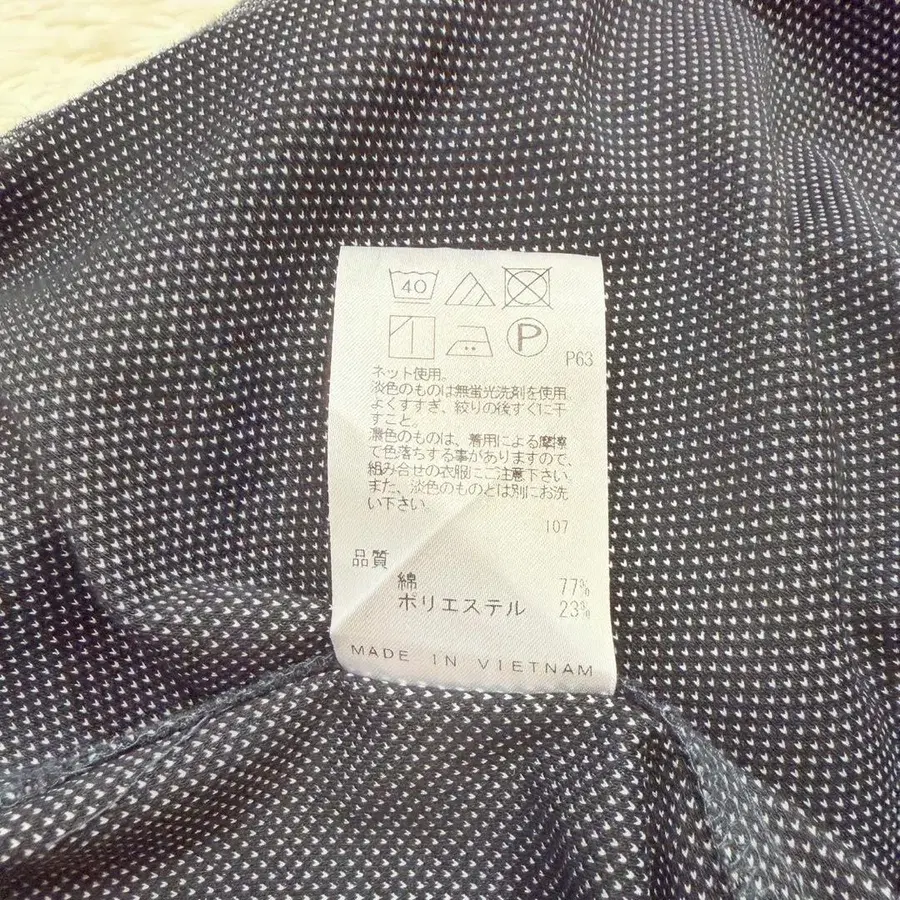 40
P
P63
ネット使用。
淡色のものは無蛍光洗剤を使用
よくすすぎ、絞りの後すぐに干
すこと。
濃色のものは、着用による摩擦
で色落ちする事がありますので、
組み合せの衣服にご注意下さい。
また、淡色のものとは別にお洗
い下さい
107
品質
綿 77%
ポリエステル 23%
MADE IN VIETNAM